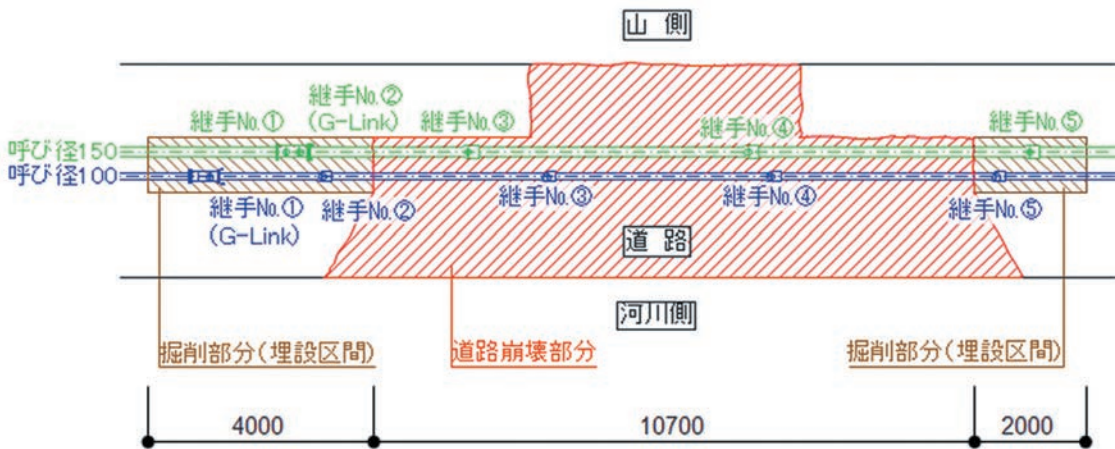 山 側
継手No.②
継手No.①
(G-Link)
継手No.③
継手No.④
継手No.⑤
呼び径150
呼び径100
継手No.①
(G-Link)
継手No.②
継手No.③
継手No.④
継手No.⑤
道 路
河川側
掘削部分(埋設区間)
道路崩壊部分
掘削部分(埋設区間)
4000
10700
2000